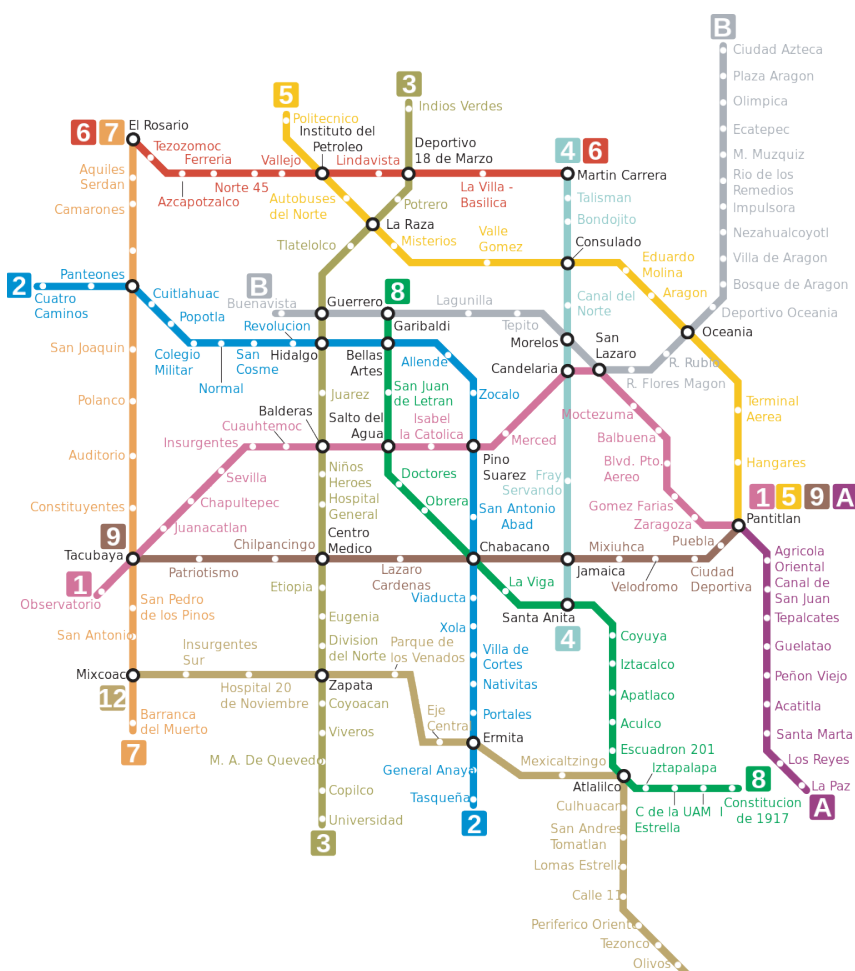 B
Ciudad Azteca
Plaza Aragon
Olimpica
Ecatepec
M. Muzquiz
Rio de los
Remedios
Impulsora
Nezahualcoyotl
Villa de Aragon
Bosque de Aragon
Deportivo Oceania
Oceania
R. Rubio
R. Flores Magon
5
Politecnico
Instituto del
Petroleo
3
Indios Verdes
Deportivo
18 de Marzo
6 7
El Rosario
Tezozomoc
Ferreria
Vallejo
Lindavista
4 6
Martin Carrera
Azcapotzalco
Norte 45
La Villa -
Basilica
Aquiles
Serdan
Camarones
Autobuses
del Norte
Potrero
La Raza
Talisman
Bondojito
Tlatelolco
Misterios
Valle
Gomez
Consulado
Eduardo
Molina
Aragon
2
Panteones
Cuatro
Caminos
Cuitlahuac
Popotla
Colegio
Militar
Normal
San
Cosme
Revolucion
Hidalgo
B
Buenavista
Guerrero
8
Garibaldi
Lagunilla
Tepito
Canal del
Norte
Morelos
San
Lazaro
Candelaria
Bellas
Artes
Allende
Zocalo
San Joaquin
Polanco
Auditorio
Constituyentes
Juarez
San Juan
de Letran
Balderas
Salto del
Agua
Isabel
la Catolica
Cuauhtemoc
Insurgentes
Sevilla
Chapultepec
Juanacatlan
Merced
Pino
Suarez
Moctezuma
Balbuena
Blvd. Pto.
Aereo
Gomez Farias
Zaragoza
Terminal
Aerea
Hangares
1 5 9 A
Pantitlan
Niños
Heroes
Hospital
General
Doctores
Obrera
San Antonio
Abad
Fray
Servando
9
Tacubaya
1
Observatorio
Patriotismo
Chilpancingo
Centro
Medico
Lazaro
Cardenas
Chabacano
Jamaica
Mixiuhca
Velodromo
Ciudad
Deportiva
Puebla
La Viga
Santa Anita
4
Agricola
Oriental
Canal de
San Juan
Tepalcates
Guelatao
Peñon Viejo
Acatitla
Santa Marta
Los Reyes
La Paz
A
San Pedro
de los Pinos
San Antonio
Mixcoac
12
Barranca
del Muerto
7
Insurgentes
Sur
Hospital 20
de Noviembre
Etiopia
Eugenia
Division
del Norte
Zapata
Parque de
los Venados
Eje
Central
Coyoacan
Viveros
M. A. De Quevedo
Copilco
Universidad
3
Viaducta
Xola
Villa de
Cortes
Nativitas
Portales
Ermita
General Anaya
Tasqueña
2
Coyuya
Iztacalco
Apatlaco
Aculco
Escuadron 201
Mexicaltzingo
Atlalilco
Iztapalapa
C de la
Estrella
UAM I
Constitucion
de 1917
8
Culhuacan
San Andres
Tomatlan
Lomas Estrella
Calle 11
Periferico Oriente
Tezonco
Olivos